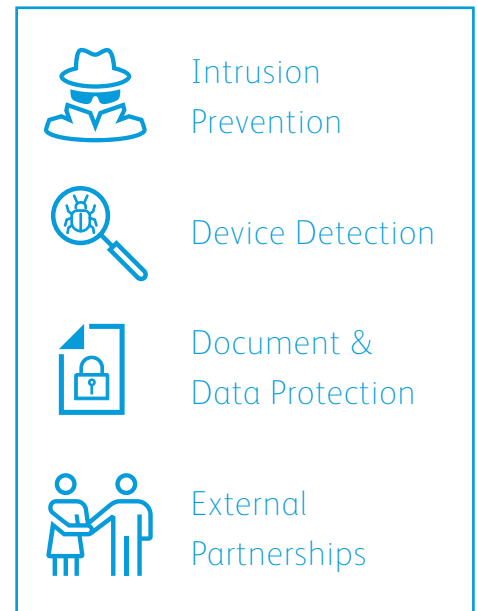 Intrusion
Prevention
Device Detection
Document &
Data Protection
External
Partnerships